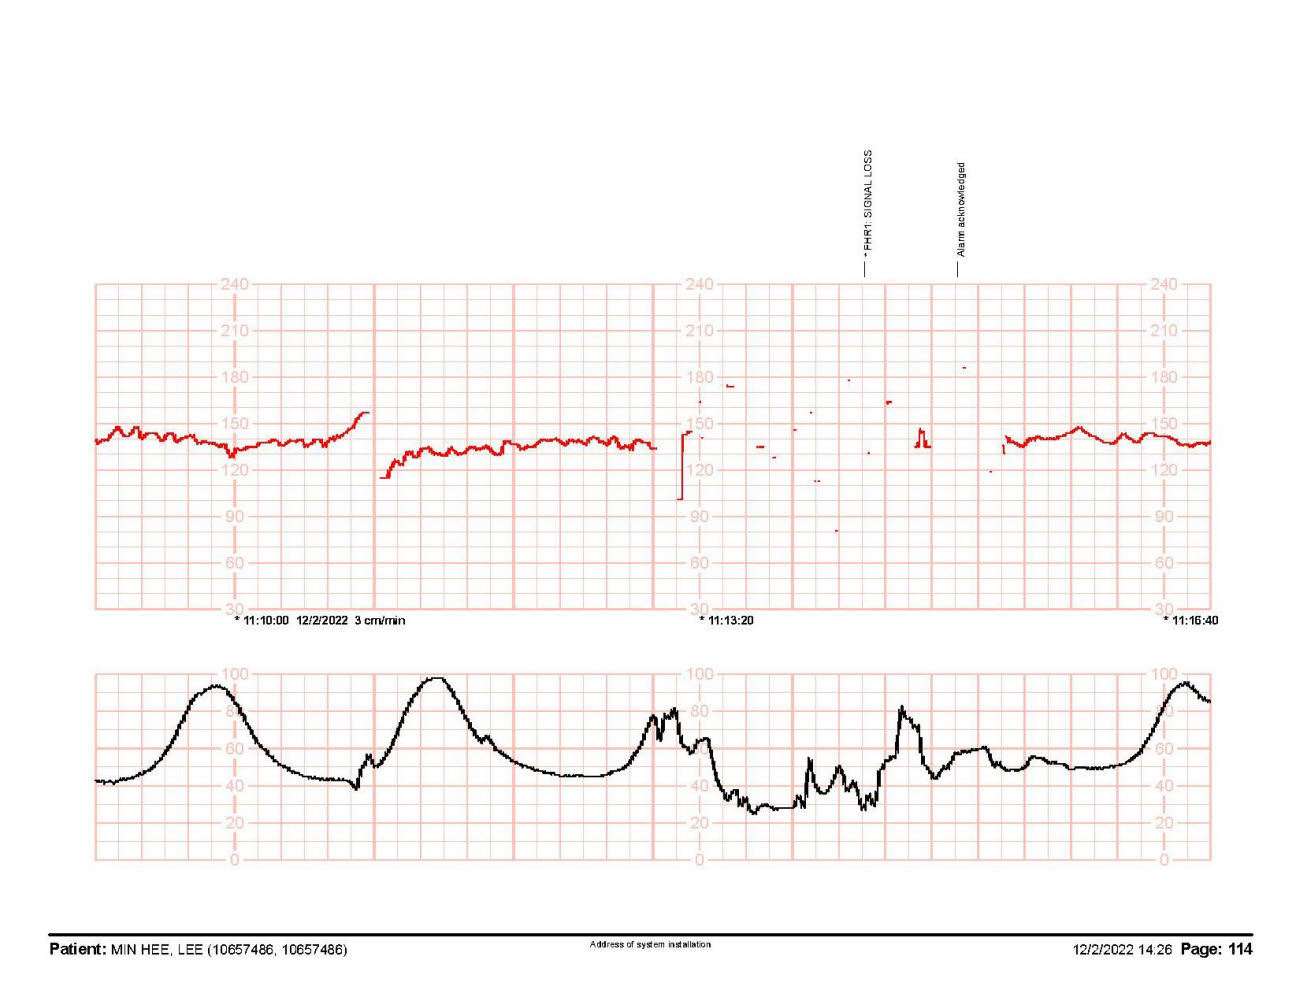 * FHR1: SIGNAL LOSS
Alarm acknowledged
240 240 240
210 210 210
180 180 180
150 150 150
120 120 120
90 90 90
60 60 60
30 30 30
* 11:10:00 12/2/2022 3 cm/min * 11:13:20 * 11:16:40
100 100 100
80 80 80
60 60 60
40 40 40
20 20 20
0 0 0
Patient: MIN HEE, LEE (10657486, 10657486) Address of system installation 12/2/2022 14:26 Page: 114